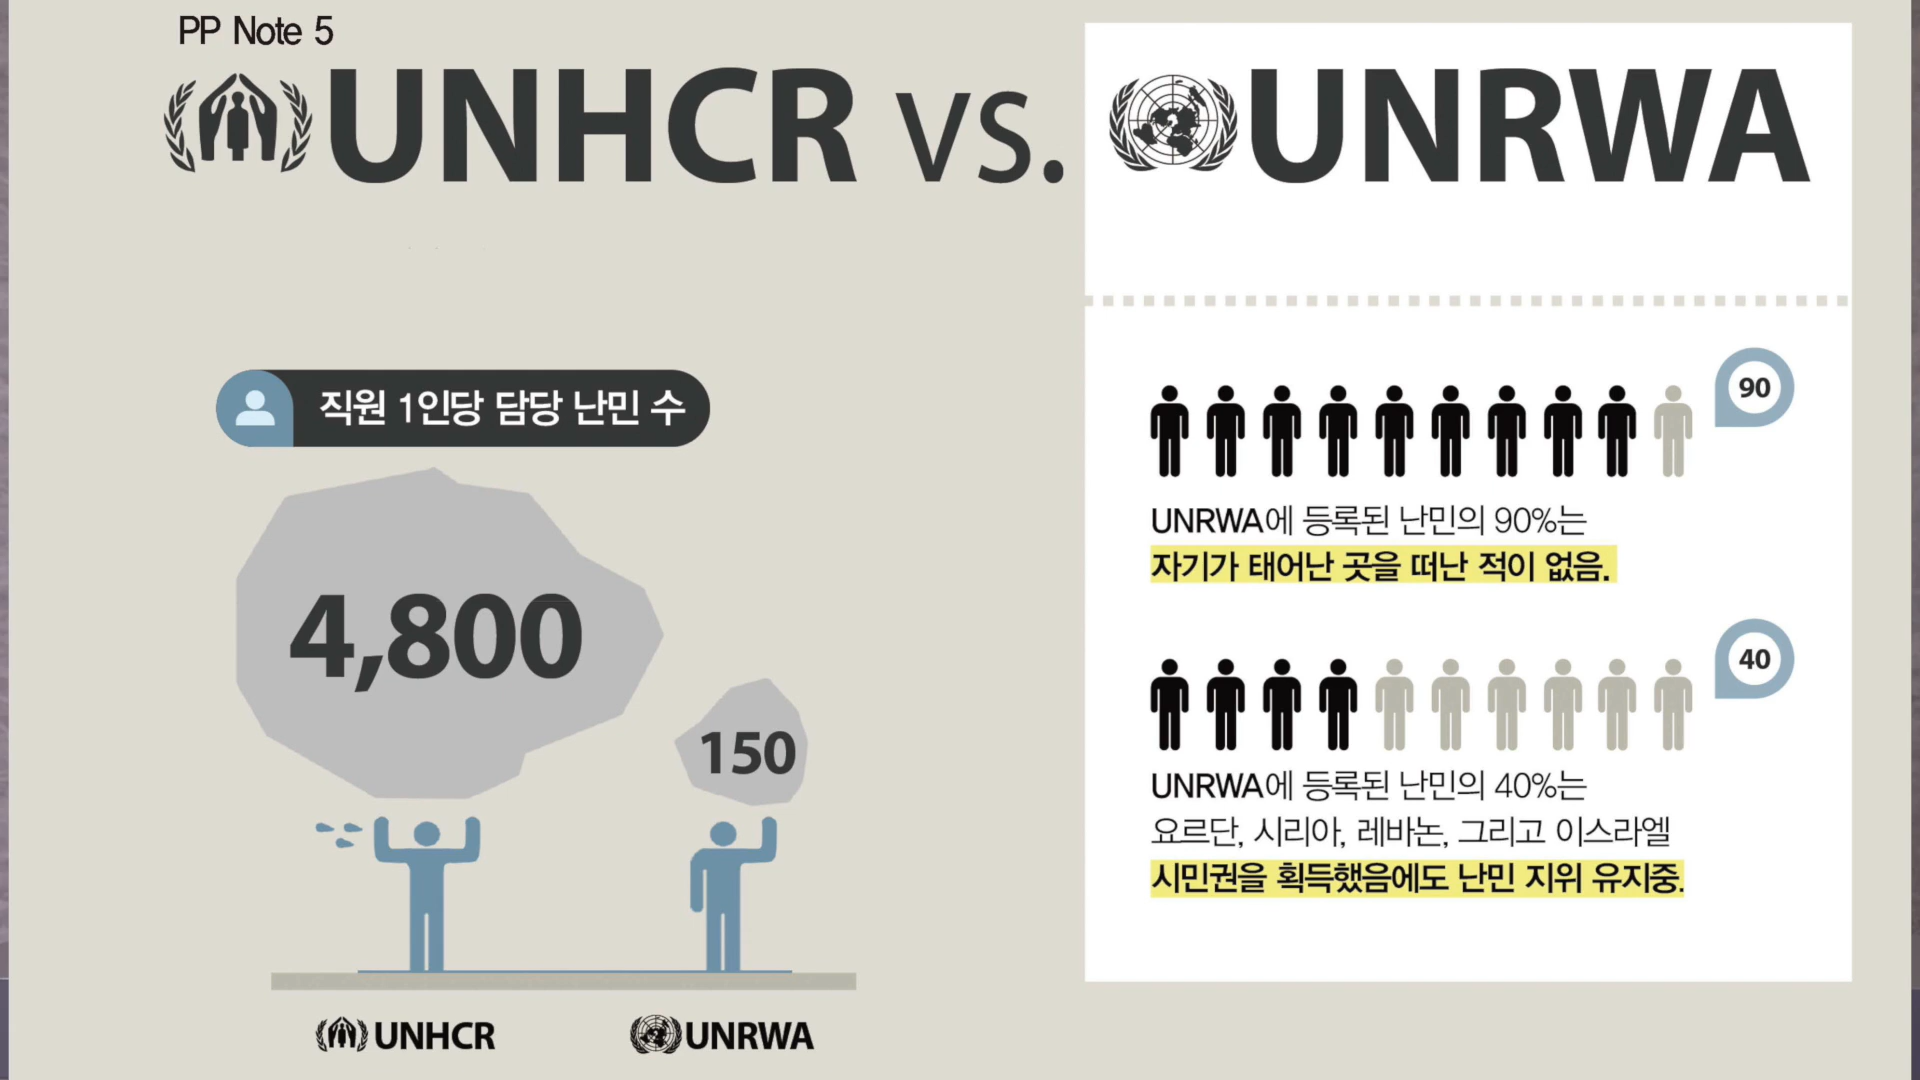 PP Note 5
UNHCR VS. UNRWA
직원 1인당 담당 난민 수
4,800
150
UNHCR
UNRWA
90
UNRWA에 등록된 난민의 90%는
자기가 태어난 곳을 떠난 적이 없음.
40
UNRWA에 등록된 난민의 40%는
요르단, 시리아, 레바논, 그리고 이스라엘
시민권을 획득했음에도 난민 지위 유지중.